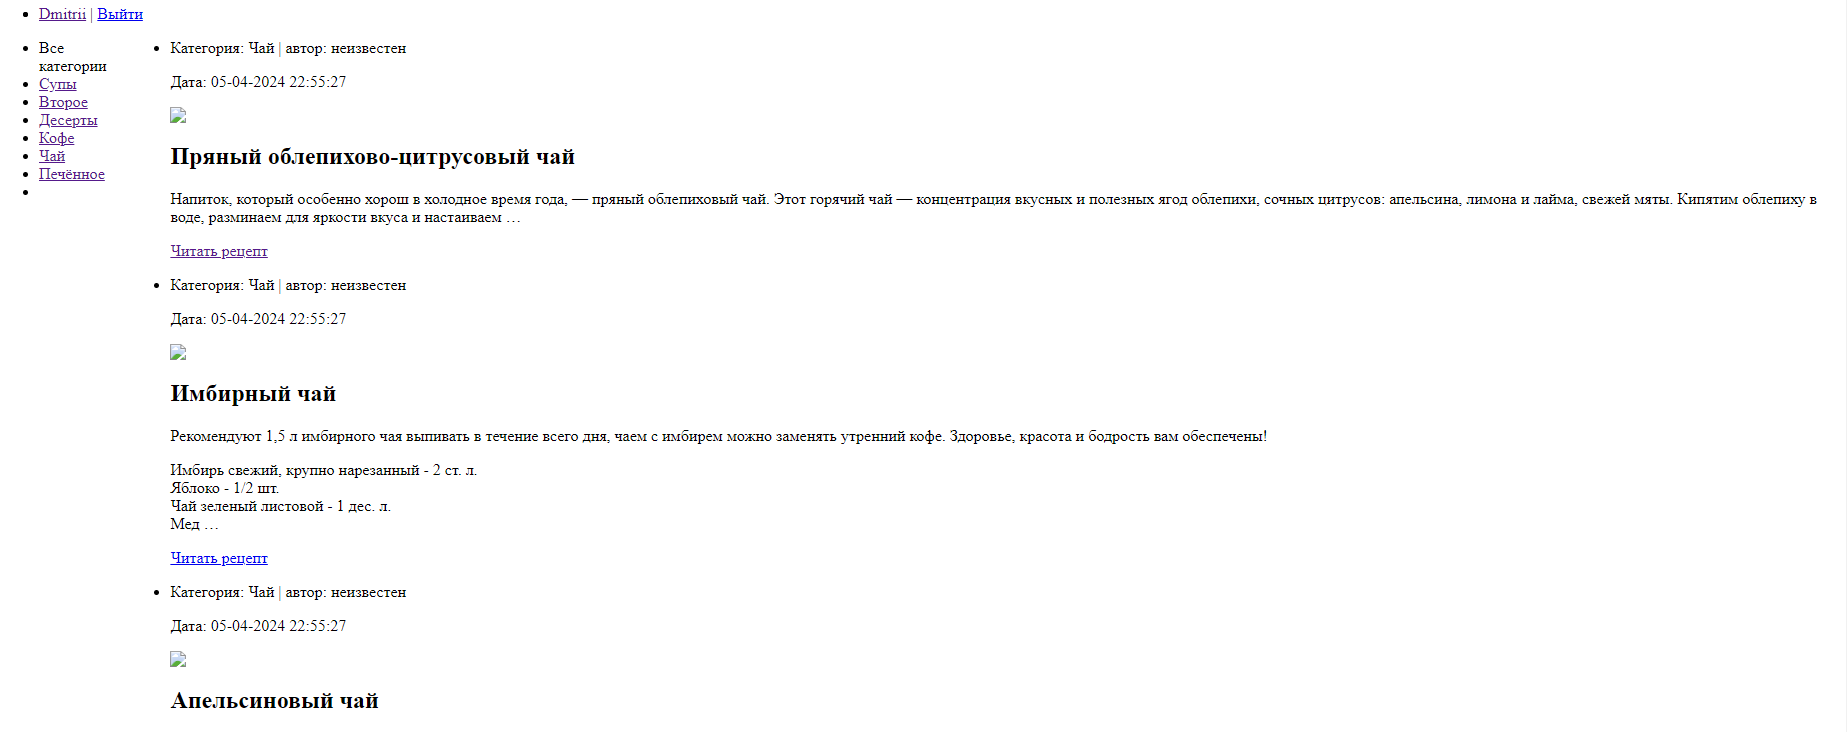 Dmitrii | Выйти
Все
категории
Супы
Второе
Десерты
Кофе
Чай
Печённое
Категория: Чай | автор: неизвестен
Дата: 05-04-2024 22:55:27
Пряный облепихово-цитрусовый чай
Напиток, который особенно хорош в холодное время года, — пряный облепиховый чай. Этот горячий чай — концентрация вкусных и полезных ягод облепихи, сочных цитрусов: апельсина, лимона и лайма, свежей мяты. Кипятим облепиху в
воде, разминаем для яркости вкуса и настаиваем …
Читать рецепт
Категория: Чай | автор: неизвестен
Дата: 05-04-2024 22:55:27
Имбирный чай
Рекомендуют 1,5 л имбирного чая выпивать в течение всего дня, чаем с имбирем можно заменять утренний кофе. Здоровье, красота и бодрость вам обеспечены!
Имбирь свежий, крупно нарезанный - 2 ст. л.
Яблоко - 1/2 шт.
Чай зеленый листовой - 1 дес. л.
Мед …
Читать рецепт
Категория: Чай | автор: неизвестен
Дата: 05-04-2024 22:55:27
Апельсиновый чай